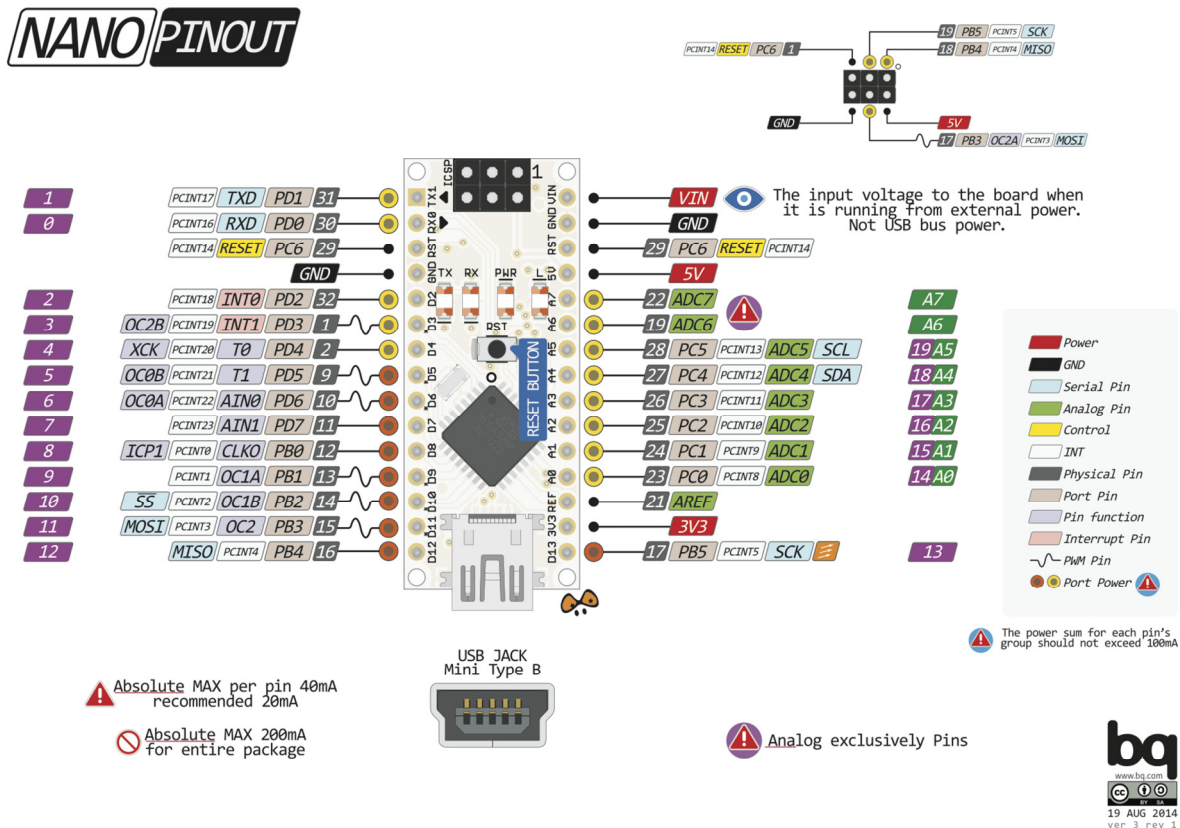 NANO PINOUT
19 PB5 PCINT5 SCK
PCINT14 RESET PC6 1
18 PB4 PCINT4 MISO
GND
5V
17 PB3 OC2A PCINT3 MOSI
1 PCINT17 TXD PD1 31
0 PCINT16 RXD PD0 30
PCINT14 RESET PC6 29
GND
2 PCINT18 INT0 PD2 32
3 OC2B PCINT19 INT1 PD3 1
4 XCK PCINT20 T0 PD4 2
5 OC0B PCINT21 T1 PD5 9
6 OC0A PCINT22 AIN0 PD6 10
7 PCINT23 AIN1 PD7 11
8 ICP1 PCINT0 CLKO PB0 12
9 PCINT1 OC1A PB1 13
10 SS PCINT2 OC1B PB2 14
11 MOSI PCINT3 OC2 PB3 15
12 MISO PCINT4 PB4 16
ICSP
1
TX1
RX0
RST
GND
D2
D3
D4
D5
D6
D7
D8
D9
D10
D11
D12
TX RX PWR L
RST
RESET BUTTON
VIN
GND
RST
5V
A7
A6
A5
A4
A3
A2
A1
A0
REF
3V3
D13
VIN
The input voltage to the board when
it is running from external power.
Not USB bus power.
GND
29 PC6 RESET PCINT14
5V
22 ADC7 A7
19 ADC6 A6
28 PC5 PCINT13 ADC5 SCL 19 A5
27 PC4 PCINT12 ADC4 SDA 18 A4
26 PC3 PCINT11 ADC3 17 A3
25 PC2 PCINT10 ADC2 16 A2
24 PC1 PCINT9 ADC1 15 A1
23 PC0 PCINT8 ADC0 14 A0
21 AREF
3V3
17 PB5 PCINT5 SCK 13
Power
GND
Serial Pin
Analog Pin
Control
INT
Physical Pin
Port Pin
Pin function
Interrupt Pin
PWM Pin
Port Power
The power sum for each pin's
group should not exceed 100mA
USB JACK
Mini Type B
Absolute MAX per pin 40mA
recommended 20mA
Absolute MAX 200mA
for entire package
Analog exclusively Pins
bq
www.bq.com
cc BY SA
19 AUG 2014
ver 3 rev 1